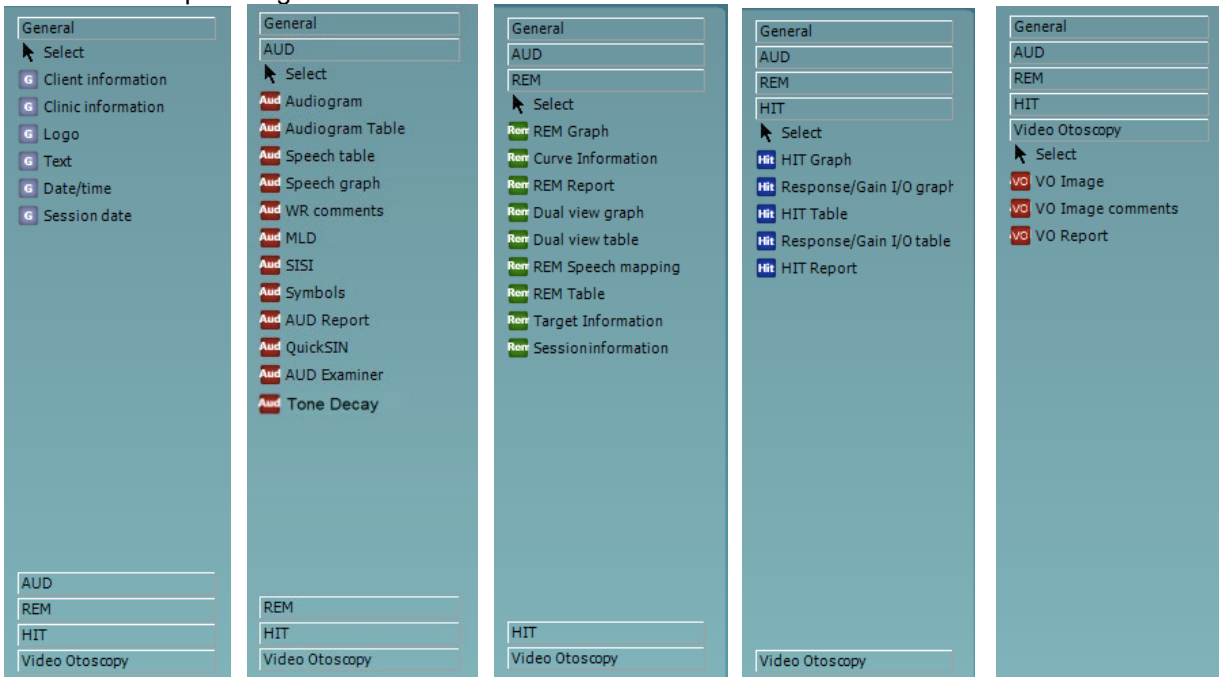 General
Select
G Client information
G Clinic information
G Logo
G Text
G Date/time
G Session date
AUD
REM
HIT
Video Otoscopy
General
AUD
Select
Aud Audiogram
Aud Audiogram Table
Aud Speech table
Aud Speech graph
Aud WR comments
Aud MLD
Aud SISI
Aud Symbols
Aud AUD Report
Aud QuickSIN
Aud AUD Examiner
Aud Tone Decay
REM
HIT
Video Otoscopy
General
AUD
REM
Select
Rem REM Graph
Rem Curve Information
Rem REM Report
Rem Dual view graph
Rem Dual view table
Rem REM Speech mapping
Rem REM Table
Rem Target Information
Rem Sessioninformation
HIT
Video Otoscopy
General
AUD
REM
HIT
Select
Hit HIT Graph
Hit Response/Gain I/O graph
Hit HIT Table
Hit Response/Gain I/O table
Hit HIT Report
Video Otoscopy
General
AUD
REM
HIT
Video Otoscopy
Select
VO VO Image
VO VO Image comments
VO VO Report